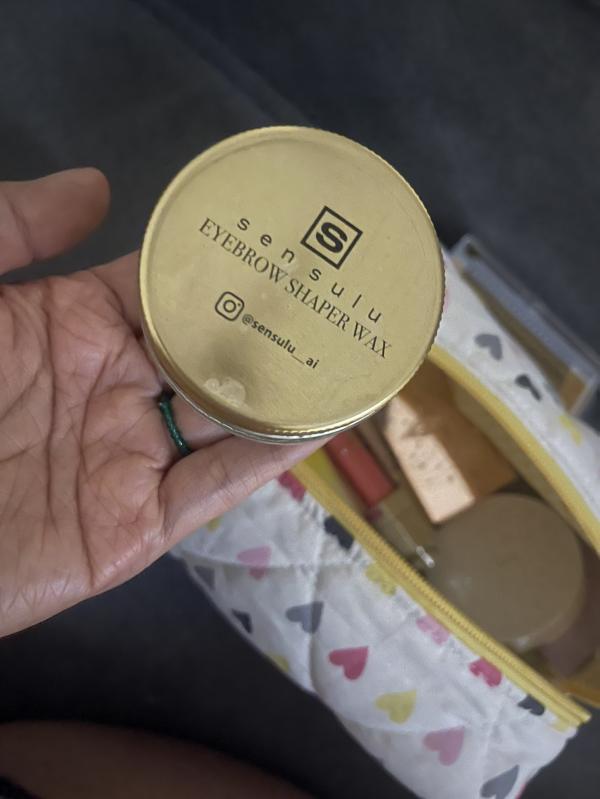 S
sensulu
EYEBROW SHAPER WAX
@sensulu__ai